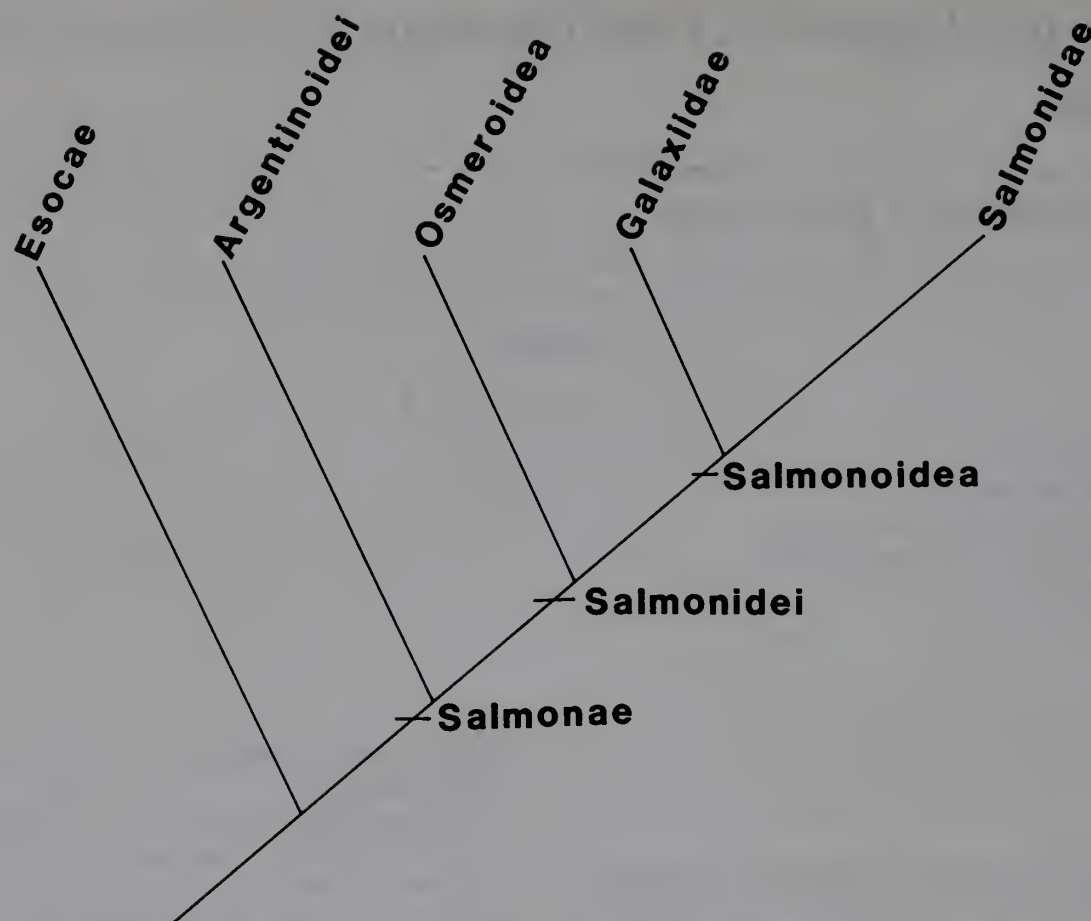 Esocae
Argentinoidei
Osmeroidea
Galaxiidae
Salmonidae
Salmonoidea
Salmonidei
Salmonae